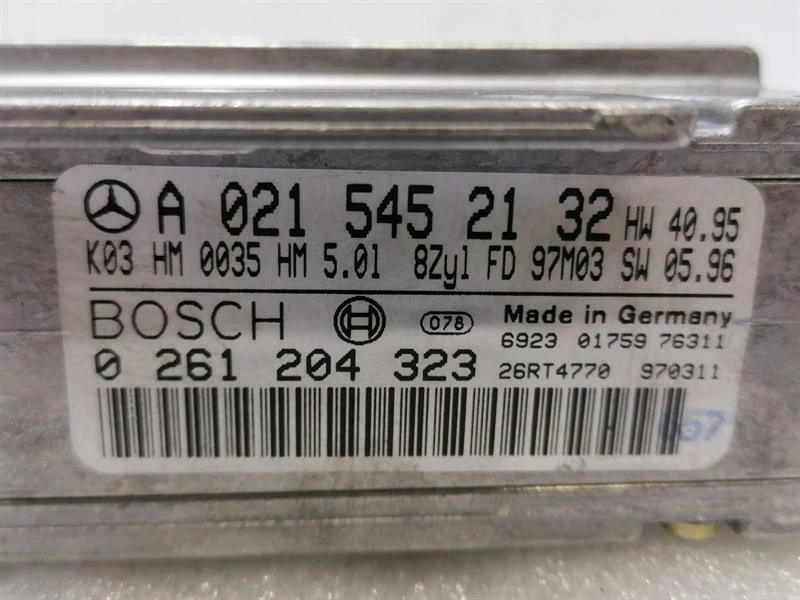 A 021 545 21 32 HW 40.95
K03 HM 0035 HM 5.0l 8Zyl FD 97M03 SW 05.96
BOSCH 078 Made in Germany
6923 01759 76311
0 261 204 323 26RT4770 970311